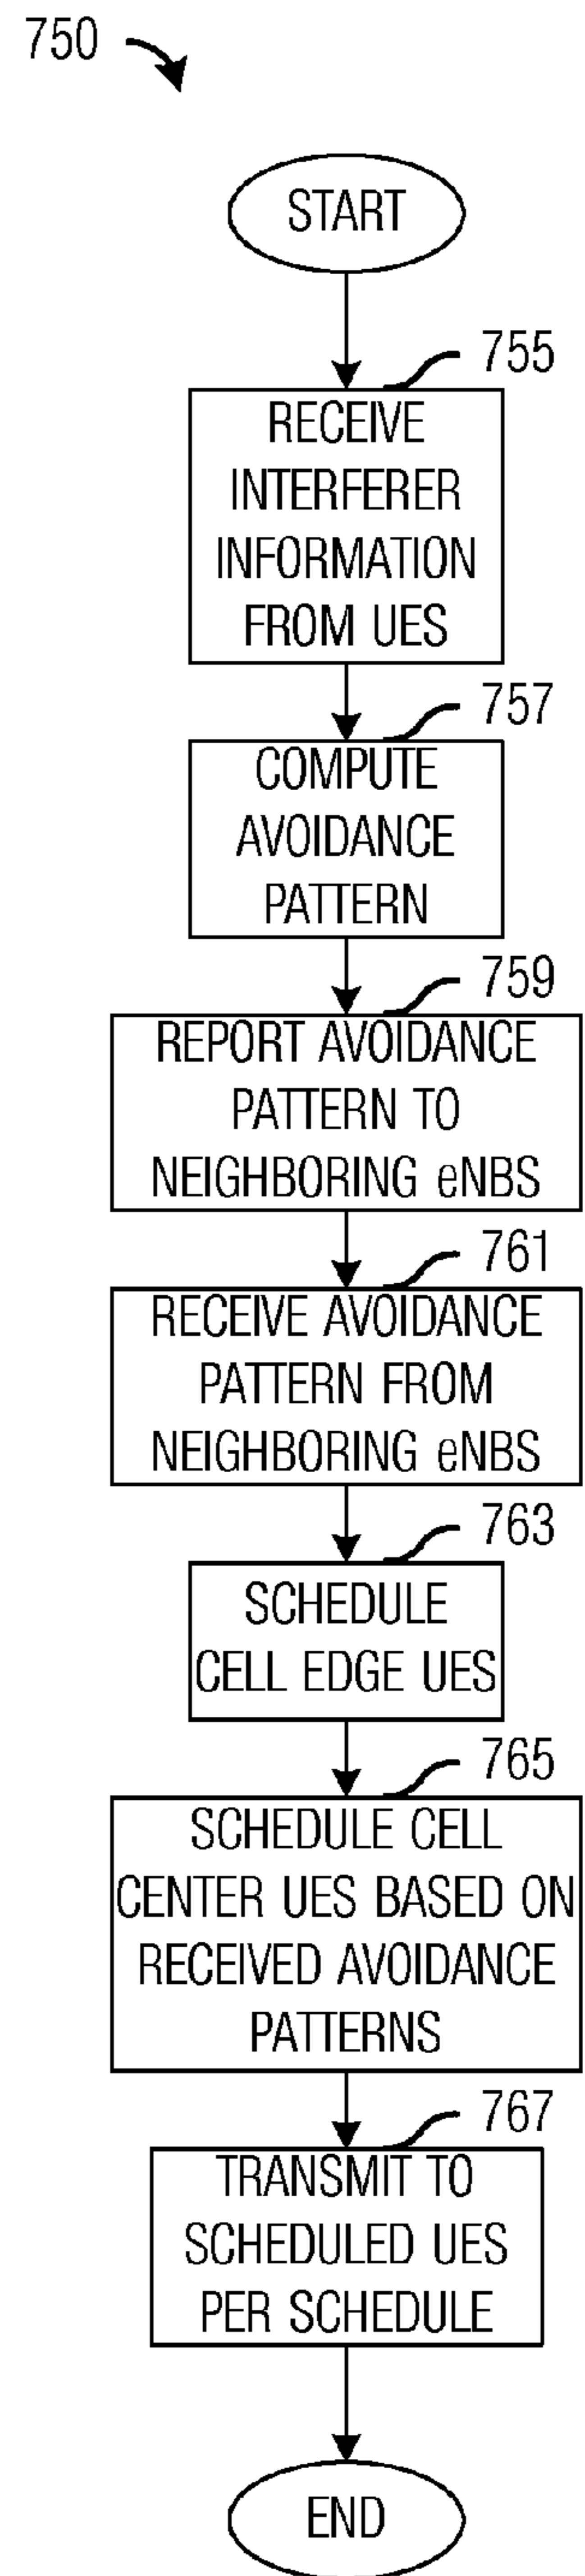 750
START
755
RECEIVE
INTERFERER
INFORMATION
FROM UES
757
COMPUTE
AVOIDANCE
PATTERN
759
REPORT AVOIDANCE
PATTERN TO
NEIGHBORING eNBS
761
RECEIVE AVOIDANCE
PATTERN FROM
NEIGHBORING eNBS
763
SCHEDULE
CELL EDGE UES
765
SCHEDULE CELL
CENTER UES BASED ON
RECEIVED AVOIDANCE
PATTERNS
767
TRANSMIT TO
SCHEDULED UES
PER SCHEDULE
END